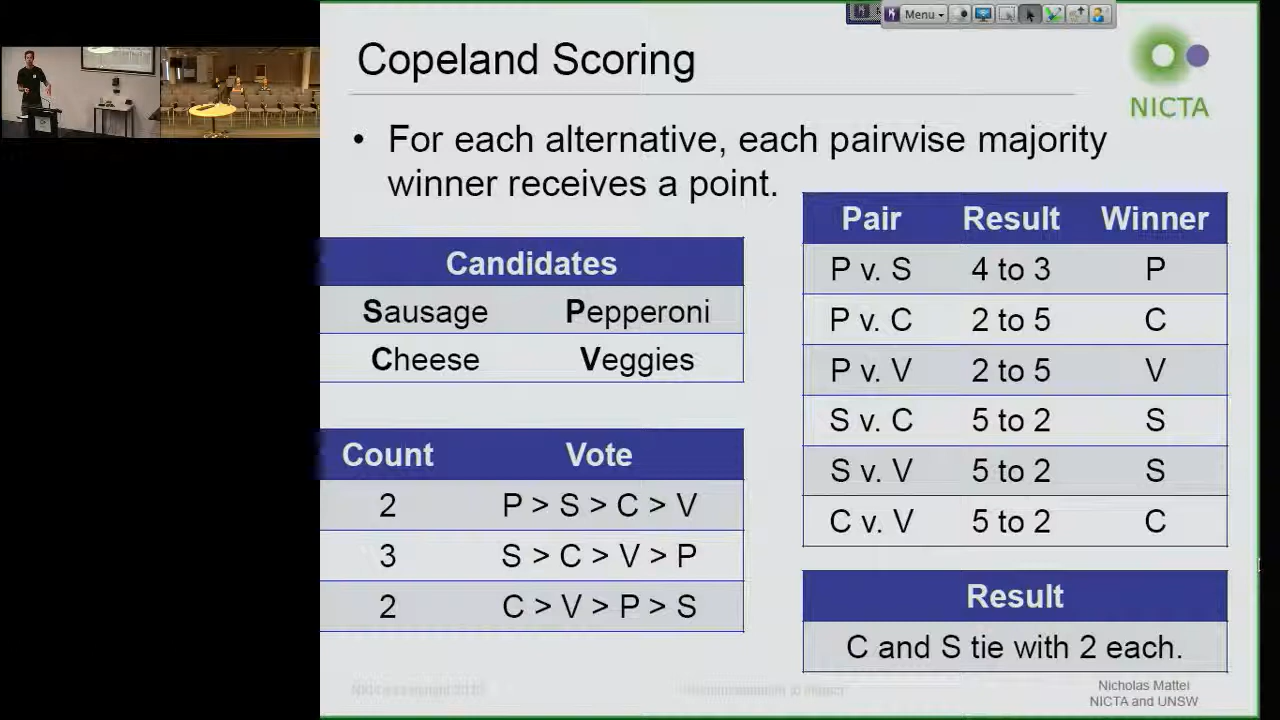 Menu
Copeland Scoring
NICTA
• For each alternative, each pairwise majority
winner receives a point.
Candidates
Sausage Pepperoni
Cheese Veggies
Count Vote
2 P > S > C > V
3 S > C > V > P
2 C > V > P > S
Pair Result Winner
P v. S 4 to 3 P
P v. C 2 to 5 C
P v. V 2 to 5 V
S v. C 5 to 2 S
S v. V 5 to 2 S
C v. V 5 to 2 C
Result
C and S tie with 2 each.
Nicholas Mattei
NICTA and UNSW